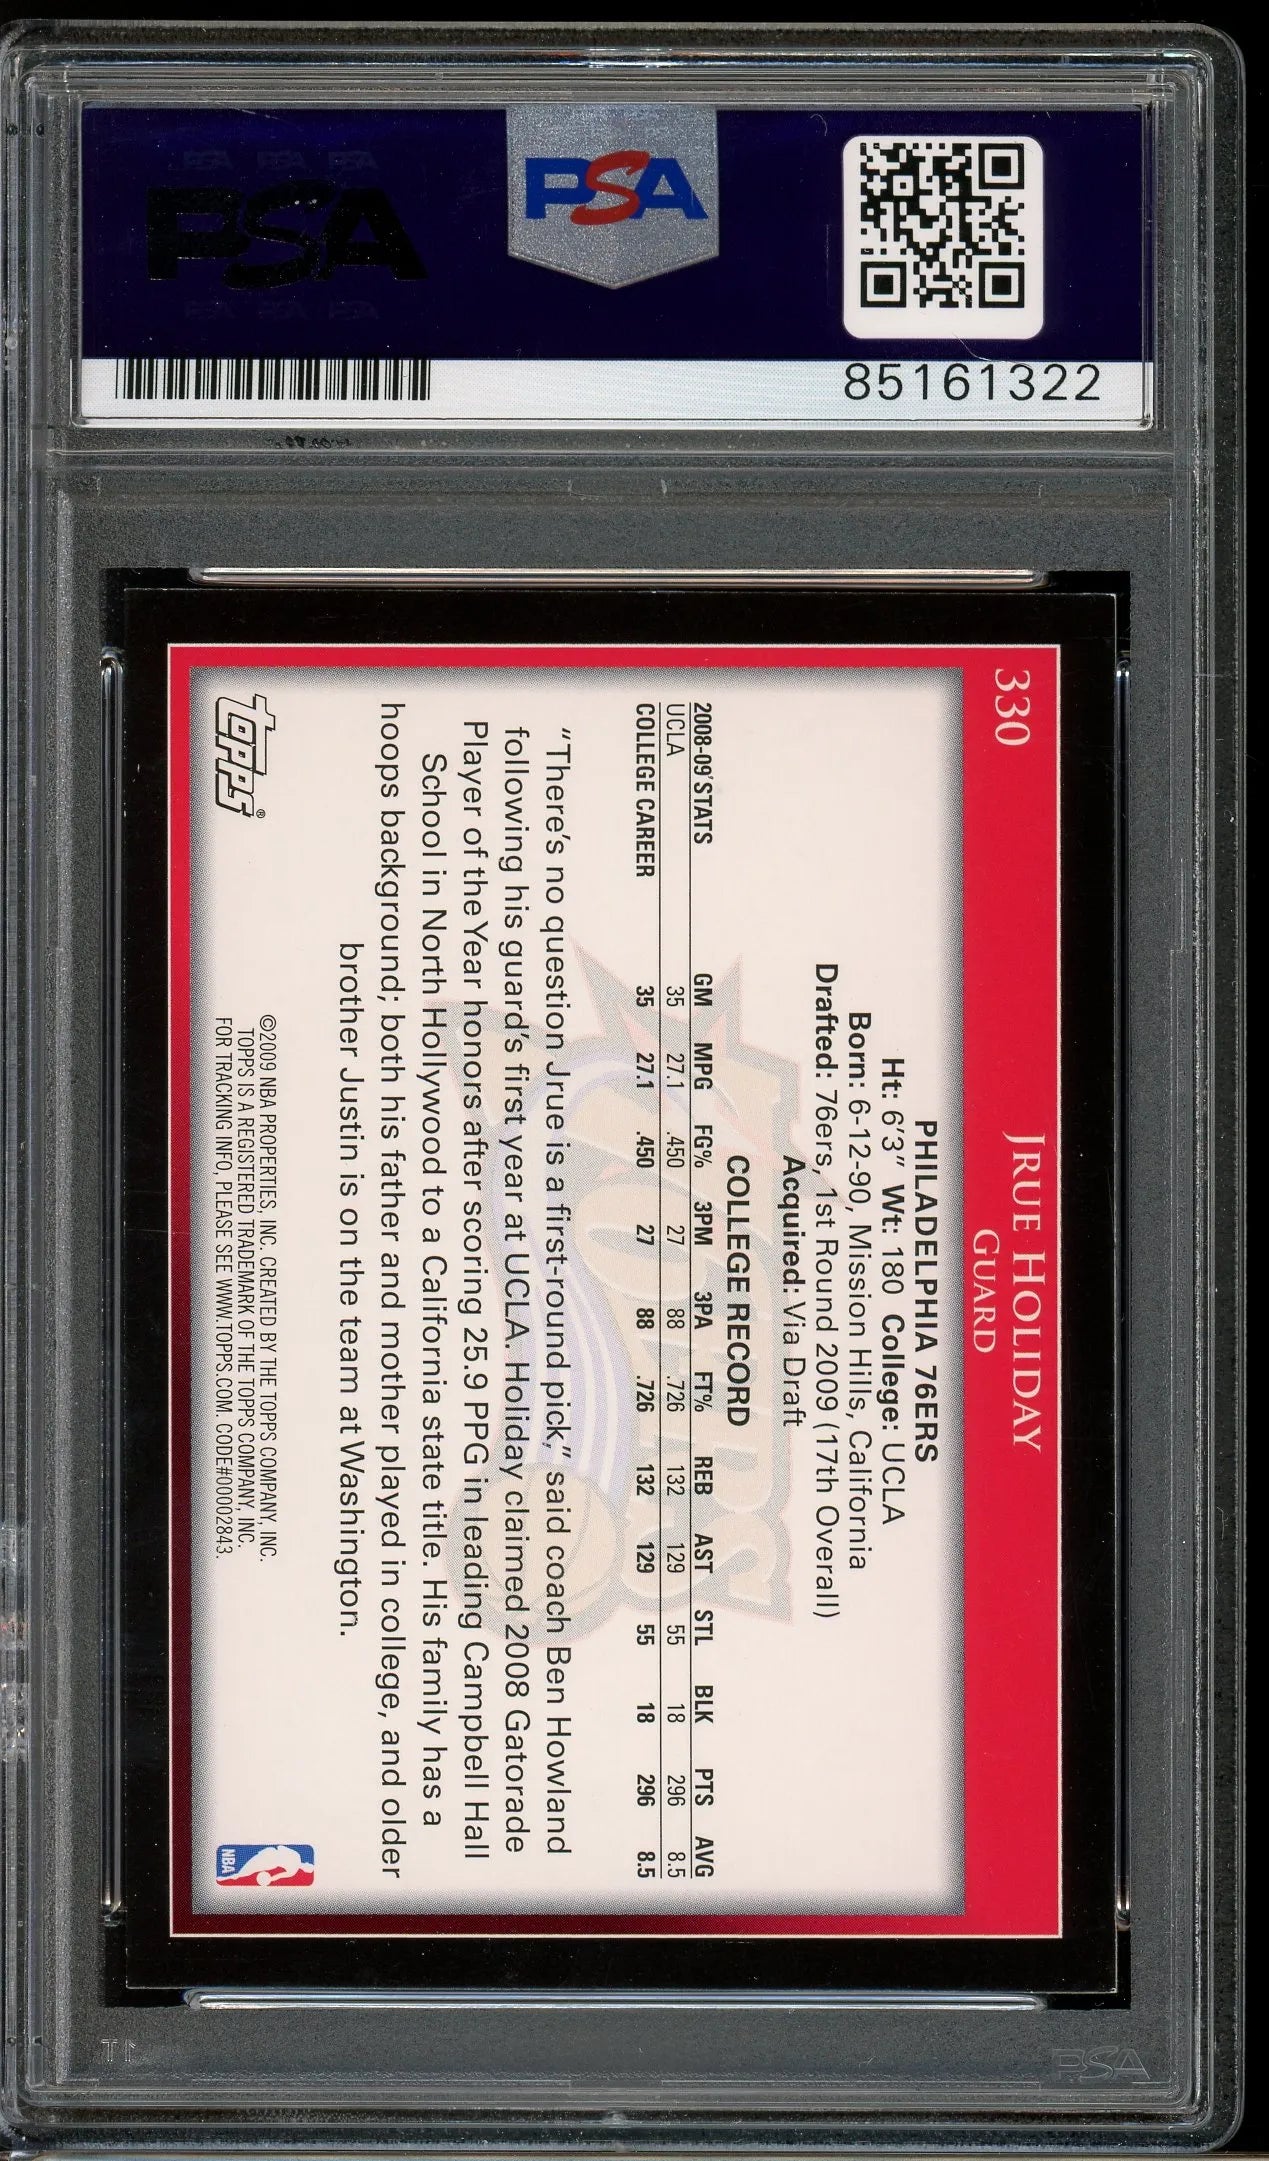 PSA
PSA
PSA PSA PSA
PSA PSA PSA
85161322
330
JRUE HOLIDAY
GUARD
PHILADELPHIA 76ERS
Ht: 6'3" Wt: 180 College: UCLA
Born: 6-12-90, Mission Hills, California
Drafted: 76ers, 1st Round 2009 (17th Overall)
Acquired: Via Draft
COLLEGE RECORD
2008-09'STATS GM MPG FG% 3PM 3PA FT% REB AST STL BLK PTS AVG
UCLA 35 27.1 .450 27 88 .726 132 129 55 18 296 8.5
COLLEGE CAREER 35 27.1 .450 27 88 .726 132 129 55 18 296 8.5
"There's no question Jrue is a first-round pick," said coach Ben Howland
following his guard's first year at UCLA. Holiday claimed 2008 Gatorade
Player of the Year honors after scoring 25.9 PPG in leading Campbell Hall
School in North Hollywood to a California state title. His family has a
hoops background; both his father and mother played in college, and older
brother Justin is on the team at Washington.
topps®
©2009 NBA PROPERTIES, INC. CREATED BY THE TOPPS COMPANY, INC.
TOPPS IS A REGISTERED TRADEMARK OF THE TOPPS COMPANY, INC.
FOR TRACKING INFO, PLEASE SEE WWW.TOPPS.COM. CODE#00002843.
NBA
PSA